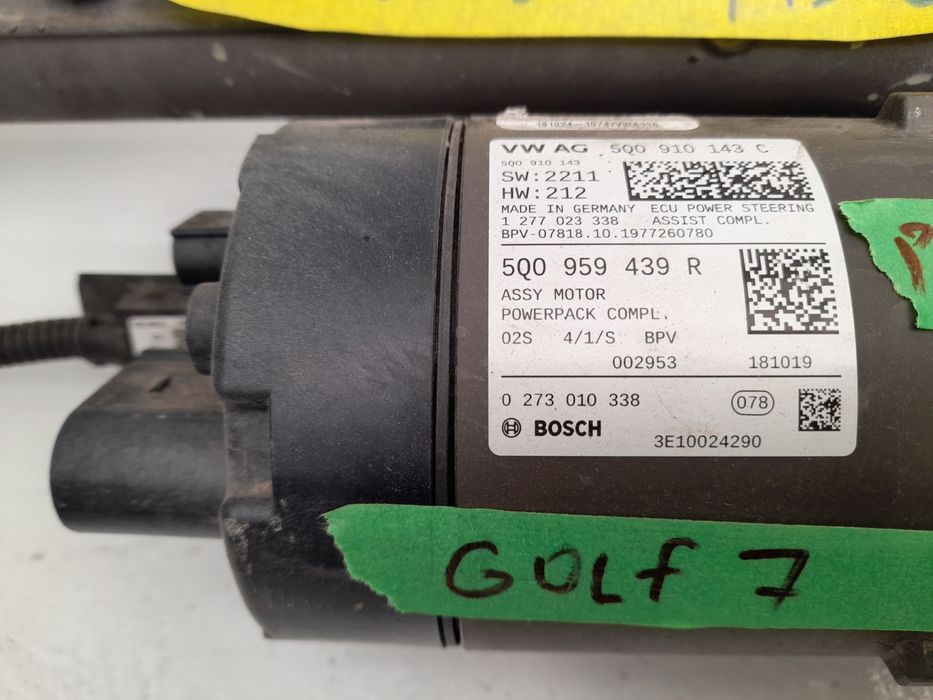 VW AG 5Q0 910 143 C
5Q0 910 143
SW:2211
HW:212
MADE IN GERMANY ECU POWER STEERING
1 277 023 338 ASSIST COMPL.
BPV-07818.10.1977260780
5Q0 959 439 R
ASSY MOTOR
POWERPACK COMPL.
02S 4/1/S BPV
002953 181019
0 273 010 338 078
BOSCH
3E10024290
GOLF 7